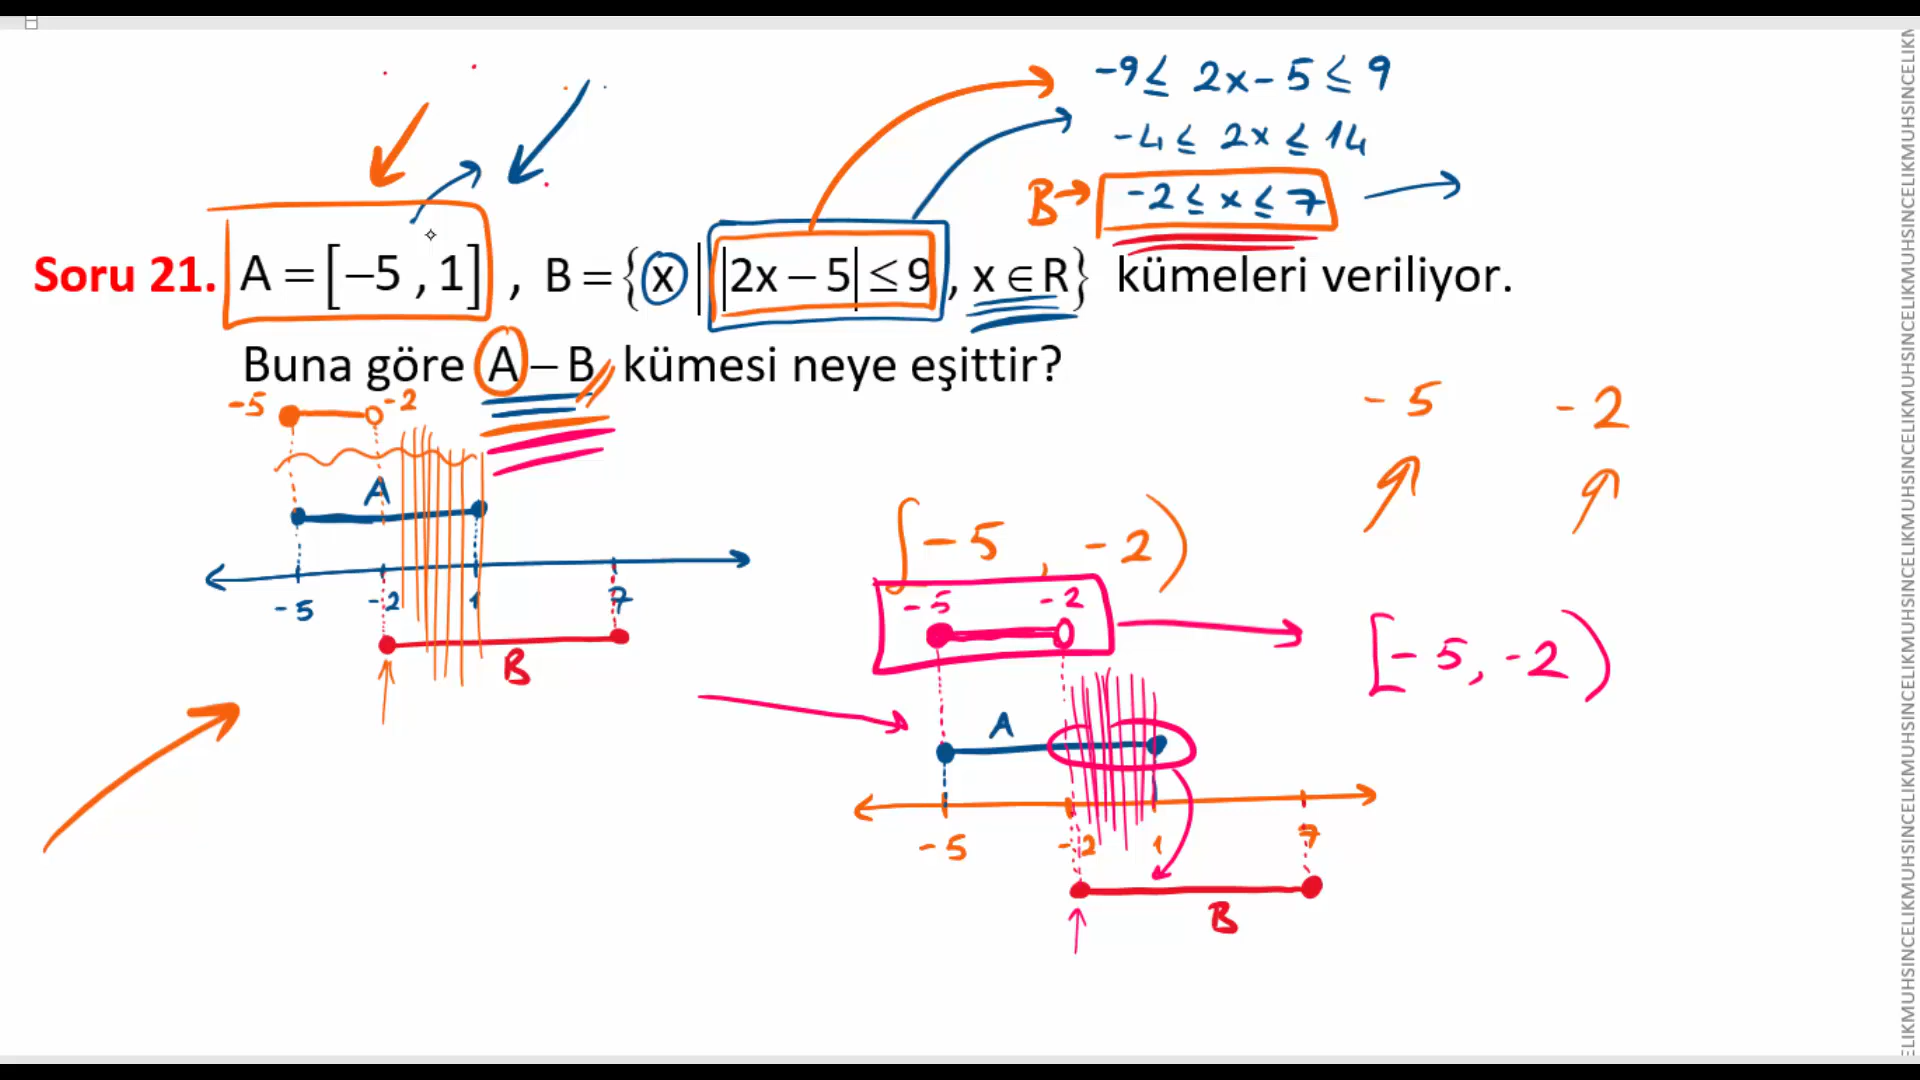 -9 ≤ 2x - 5 ≤ 9
-4 ≤ 2x ≤ 14
B→ -2 ≤ x ≤ 7
Soru 21. A = [−5 , 1] , B = {x | |2x − 5| ≤ 9 , x ∈ R} kümeleri veriliyor.
Buna göre A − B kümesi neye eşittir?
-5 -2
-5 -2
A
[-5 , -2)
-5 -2 1 7
B
-5 -2
[-5, -2)
A
-5 -2 1 7
B
ELIKMUHSINCELIKMUHSINCELIKMUHSINCELIKMUHSINCELIKMUHSINCELIKMUHSINCELIKMUHSINCELIKM